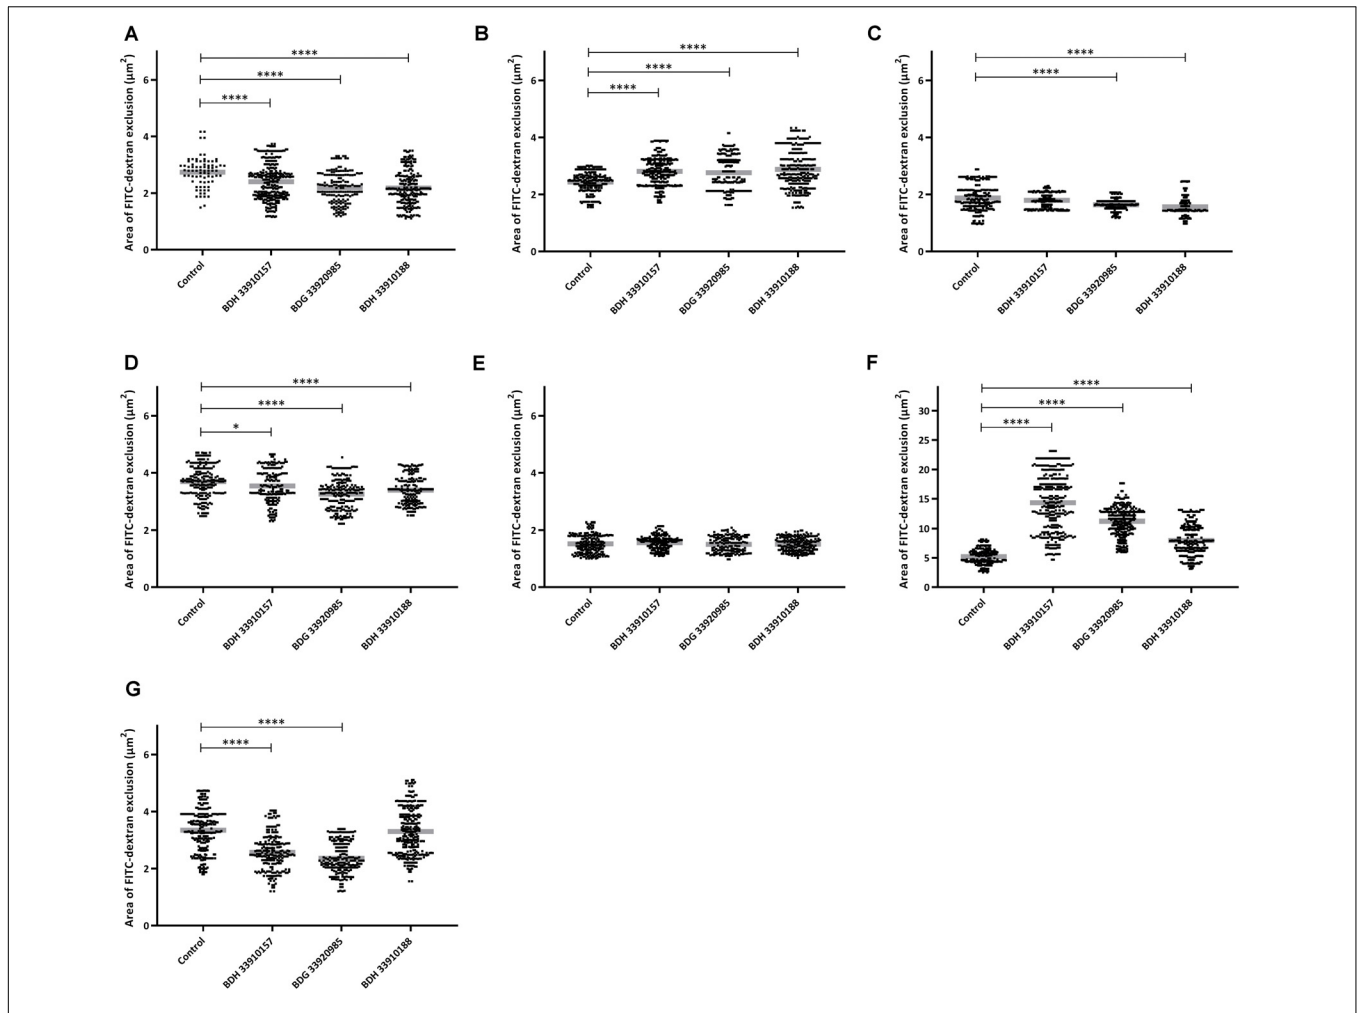 A
Area of FITC-dextran exclusion (µm²)
6
4
2
0
****
****
****
Control
BDH 33910157
BDG 33920985
BDH 33910188
B
Area of FITC-dextran exclusion (µm²)
6
4
2
0
****
****
****
Control
BDH 33910157
BDG 33920985
BDH 33910188
C
Area of FITC-dextran exclusion (µm²)
6
4
2
0
****
****
Control
BDH 33910157
BDG 33920985
BDH 33910188
D
Area of FITC-dextran exclusion (µm²)
6
4
2
0
****
****
*
Control
BDH 33910157
BDG 33920985
BDH 33910188
E
Area of FITC-dextran exclusion (µm²)
6
4
2
0
Control
BDH 33910157
BDG 33920985
BDH 33910188
F
Area of FITC-dextran exclusion (µm²)
30
25
20
15
10
5
0
****
****
****
Control
BDH 33910157
BDG 33920985
BDH 33910188
G
Area of FITC-dextran exclusion (µm²)
6
4
2
0
****
****
Control
BDH 33910157
BDG 33920985
BDH 33910188